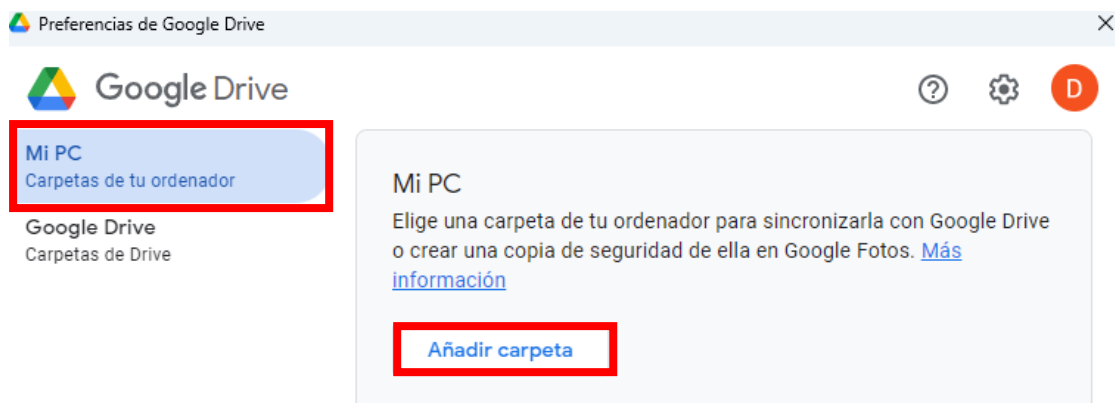 Preferencias de Google Drive
Google Drive
D
Mi PC
Carpetas de tu ordenador
Google Drive
Carpetas de Drive
Mi PC
Elige una carpeta de tu ordenador para sincronizarla con Google Drive
o crear una copia de seguridad de ella en Google Fotos. Más
información
Añadir carpeta